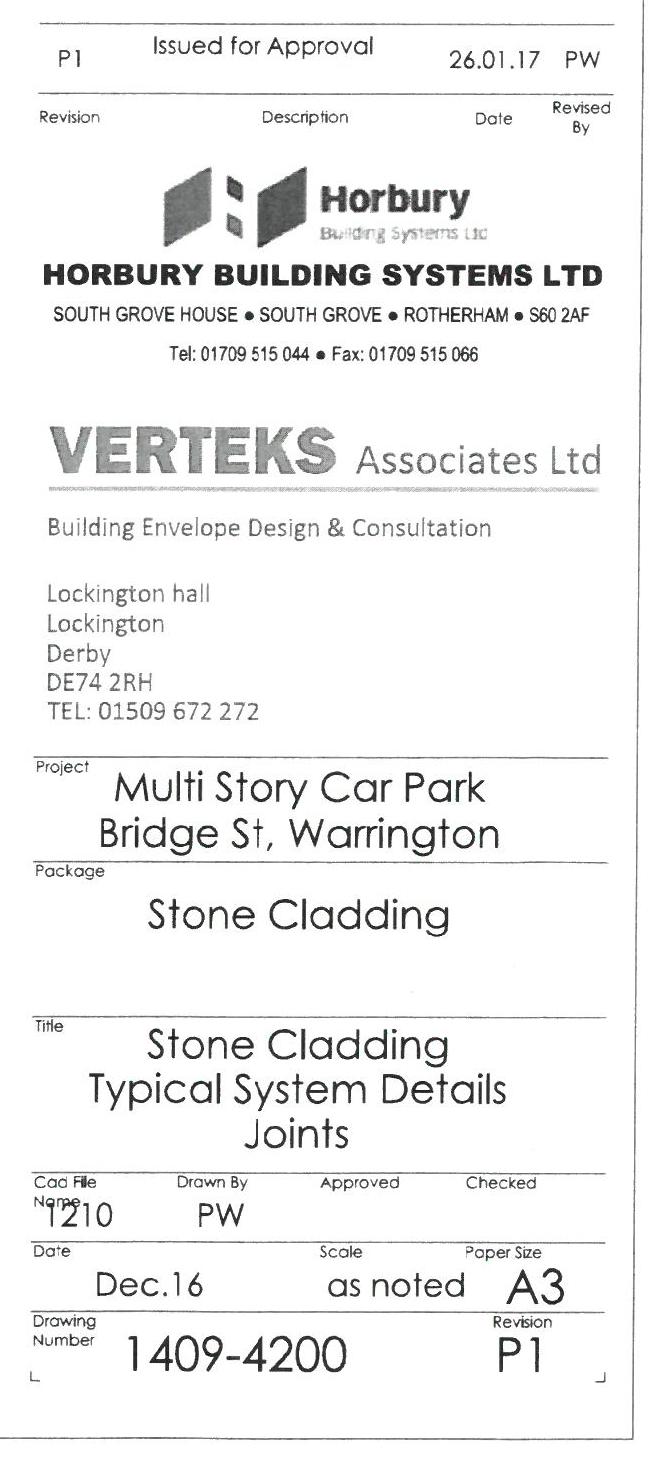 P1 Issued for Approval 26.01.17 PW
Revision Description Date Revised By
Horbury
Building Systems Ltd
HORBURY BUILDING SYSTEMS LTD
SOUTH GROVE HOUSE • SOUTH GROVE • ROTHERHAM • S60 2AF
Tel: 01709 515 044 • Fax: 01709 515 066
VERTEKS Associates Ltd
Building Envelope Design & Consultation
Lockington hall
Lockington
Derby
DE74 2RH
TEL: 01509 672 272
Project
Multi Story Car Park
Bridge St, Warrington
Package
Stone Cladding
Title
Stone Cladding
Typical System Details
Joints
Cad File Name Drawn By Approved Checked
1210 PW
Date Scale Paper Size
Dec.16 as noted A3
Drawing Number Revision
1409-4200 P1